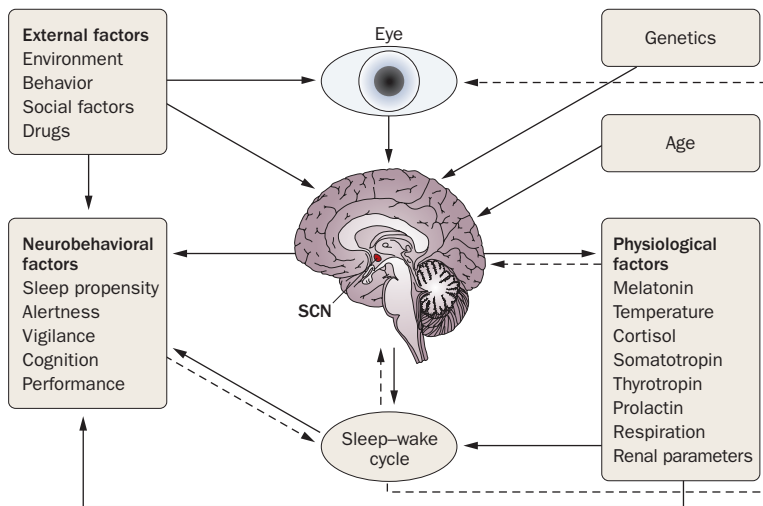 External factors
Environment
Behavior
Social factors
Drugs
Eye
Genetics
Age
Neurobehavioral
factors
Sleep propensity
Alertness
Vigilance
Cognition
Performance
SCN
Physiological
factors
Melatonin
Temperature
Cortisol
Somatotropin
Thyrotropin
Prolactin
Respiration
Renal parameters
Sleep–wake
cycle